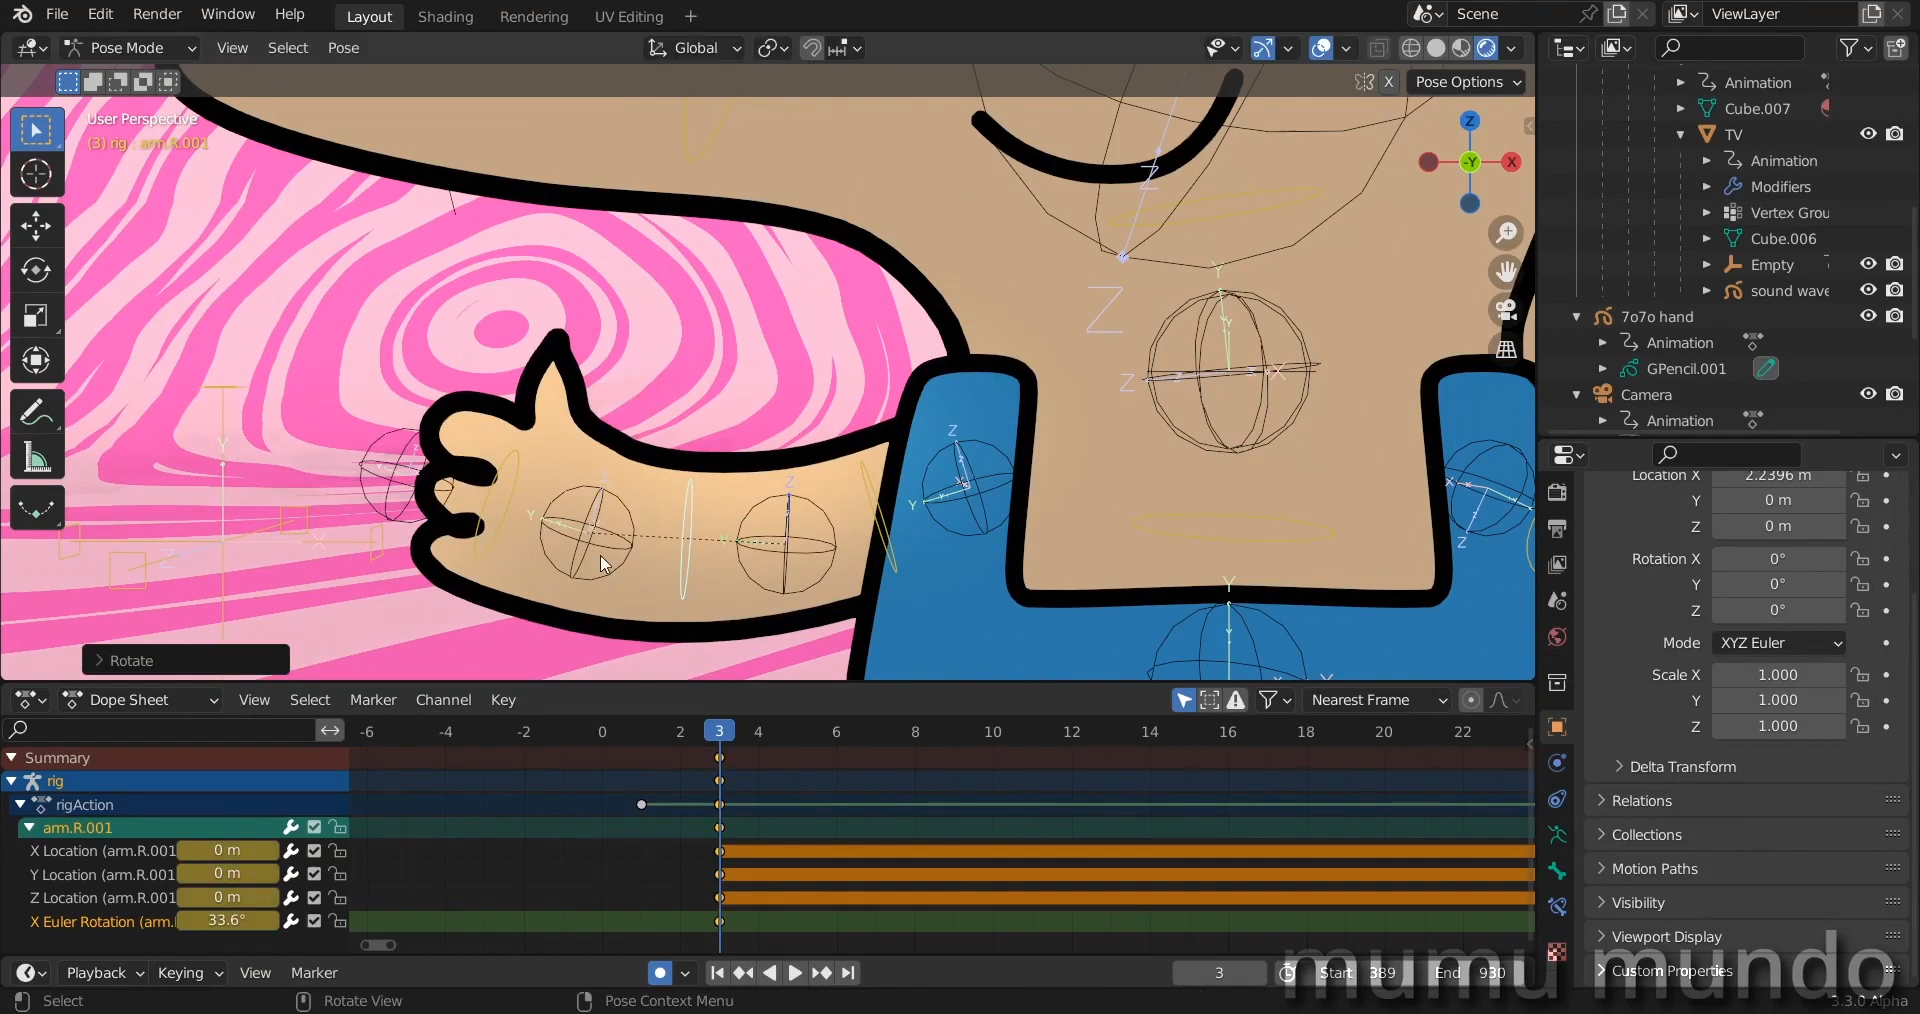 File Edit Render Window Help Layout Shading Rendering UV Editing + Scene ViewLayer
Pose Mode View Select Pose Global
X Pose Options
User Perspective
(3) rig : arm.R.001
Rotate
Z
-Y
X
Animation
Cube.007
TV
Animation
Modifiers
Vertex Grou
Cube.006
Empty
sound wave
7o7o hand
Animation
GPencil.001
Camera
Animation
Location X 2.2396 m
Y 0 m
Z 0 m
Rotation X 0°
Y 0°
Z 0°
Mode XYZ Euler
Scale X 1.000
Y 1.000
Z 1.000
Delta Transform
Relations
Collections
Motion Paths
Visibility
Viewport Display
Custom Properties
Dope Sheet View Select Marker Channel Key Nearest Frame
-6 -4 -2 0 2 3 4 6 8 10 12 14 16 18 20 22
Summary
rig
rigAction
arm.R.001
X Location (arm.R.001 0 m
Y Location (arm.R.001 0 m
Z Location (arm.R.001 0 m
X Euler Rotation (arm. 33.6°
Playback Keying View Marker 3 Start 389 End 930
Select Rotate View Pose Context Menu 3.3.0 Alpha
mumu mundo